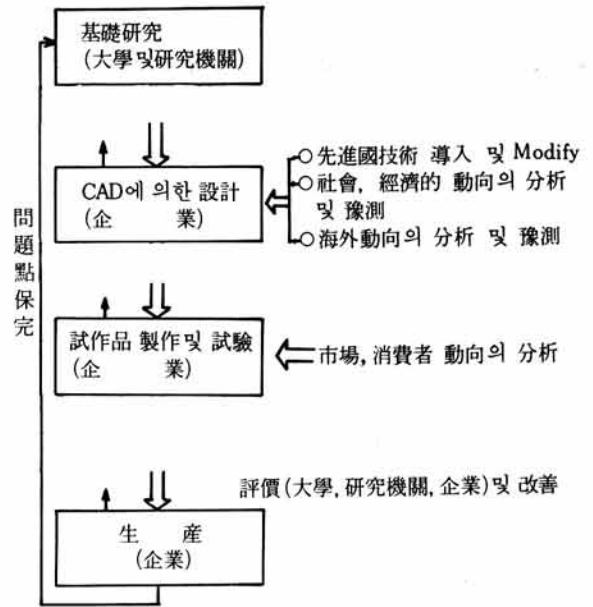 基礎硏究
(大學및硏究機關)
CAD에 의한 設計
(企 業)
先進國技術 導入 및 Modify
社會, 經濟的 動向의 分析
및 豫測
海外動向의 分析 및 豫測
問題點保完
試作品 製作및 試驗
(企 業)
市場, 消費者 動向의 分析
評價(大學, 硏究機關, 企業)및 改善
生 産
(企業)